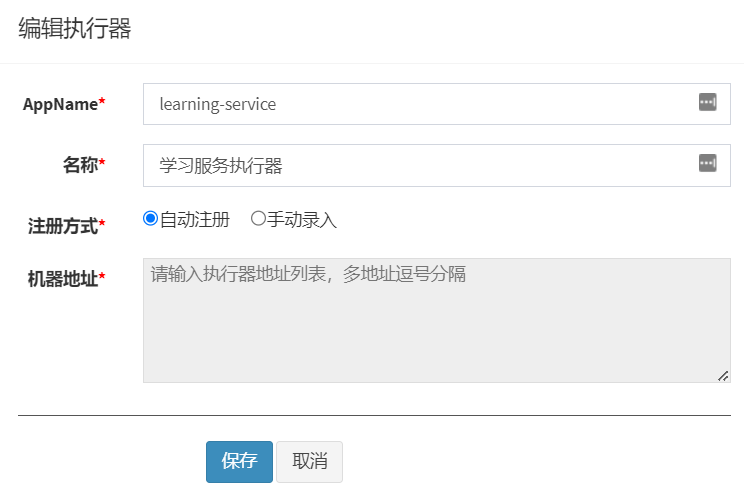 编辑执行器
AppName*
learning-service
名称*
学习服务执行器
注册方式*
自动注册 手动录入
机器地址*
请输入执行器地址列表，多地址逗号分隔
保存 取消